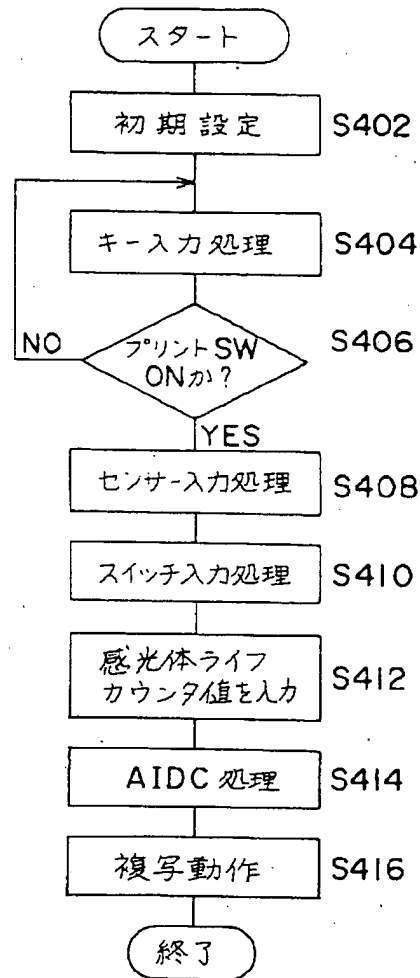 スタート
初期設定 S402
キー入力処理 S404
プリントSW S406
ONか?
NO
YES
センサー入力処理 S408
スイッチ入力処理 S410
感光体ライフ
カウンタ値を入力 S412
AIDC処理 S414
複写動作 S416
終了